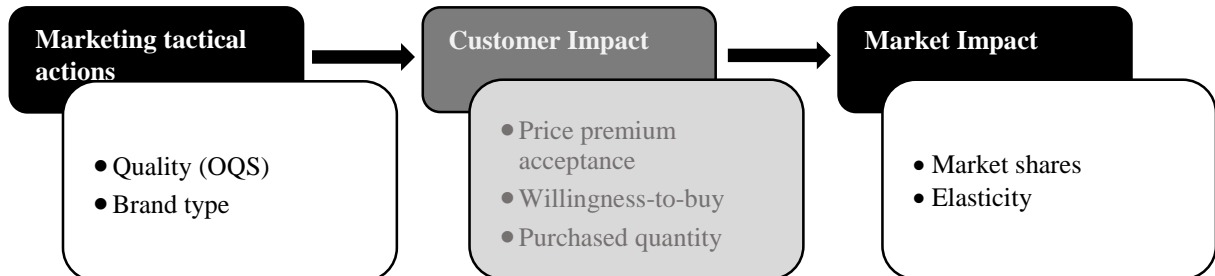 Marketing tactical
actions
• Quality (OQS)
• Brand type
Customer Impact
• Price premium
acceptance
• Willingness-to-buy
• Purchased quantity
Market Impact
• Market shares
• Elasticity